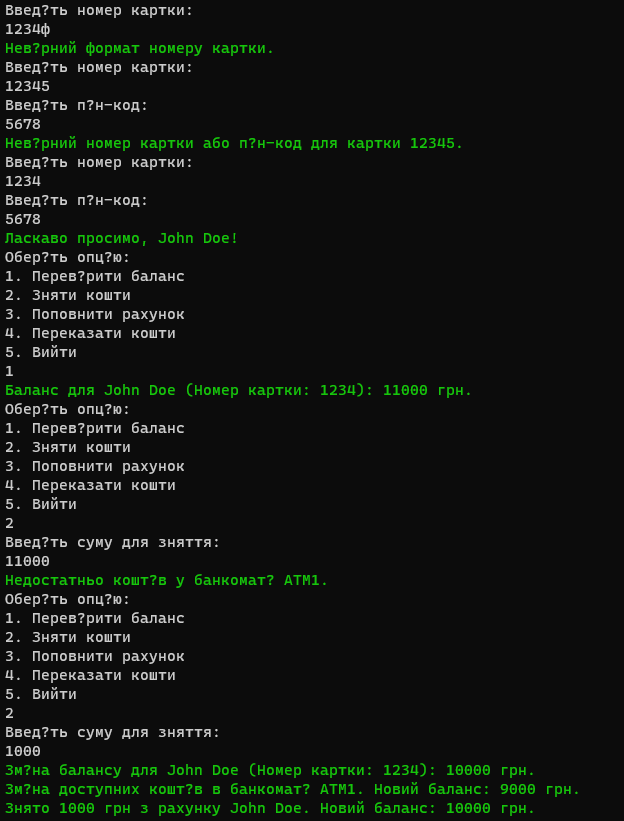 Введ?ть номер картки:
1234ф
Нев?рний формат номеру картки.
Введ?ть номер картки:
12345
Введ?ть п?н-код:
5678
Нев?рний номер картки або п?н-код для картки 12345.
Введ?ть номер картки:
1234
Введ?ть п?н-код:
5678
Ласкаво просимо, John Doe!
Обер?ть опц?ю:
1. Перев?рити баланс
2. Зняти кошти
3. Поповнити рахунок
4. Переказати кошти
5. Вийти
1
Баланс для John Doe (Номер картки: 1234): 11000 грн.
Обер?ть опц?ю:
1. Перев?рити баланс
2. Зняти кошти
3. Поповнити рахунок
4. Переказати кошти
5. Вийти
2
Введ?ть суму для зняття:
11000
Недостатньо кошт?в у банкомат? ATM1.
Обер?ть опц?ю:
1. Перев?рити баланс
2. Зняти кошти
3. Поповнити рахунок
4. Переказати кошти
5. Вийти
2
Введ?ть суму для зняття:
1000
Зм?на балансу для John Doe (Номер картки: 1234): 10000 грн.
Зм?на доступних кошт?в в банкомат? ATM1. Новий баланс: 9000 грн.
Знято 1000 грн з рахунку John Doe. Новий баланс: 10000 грн.